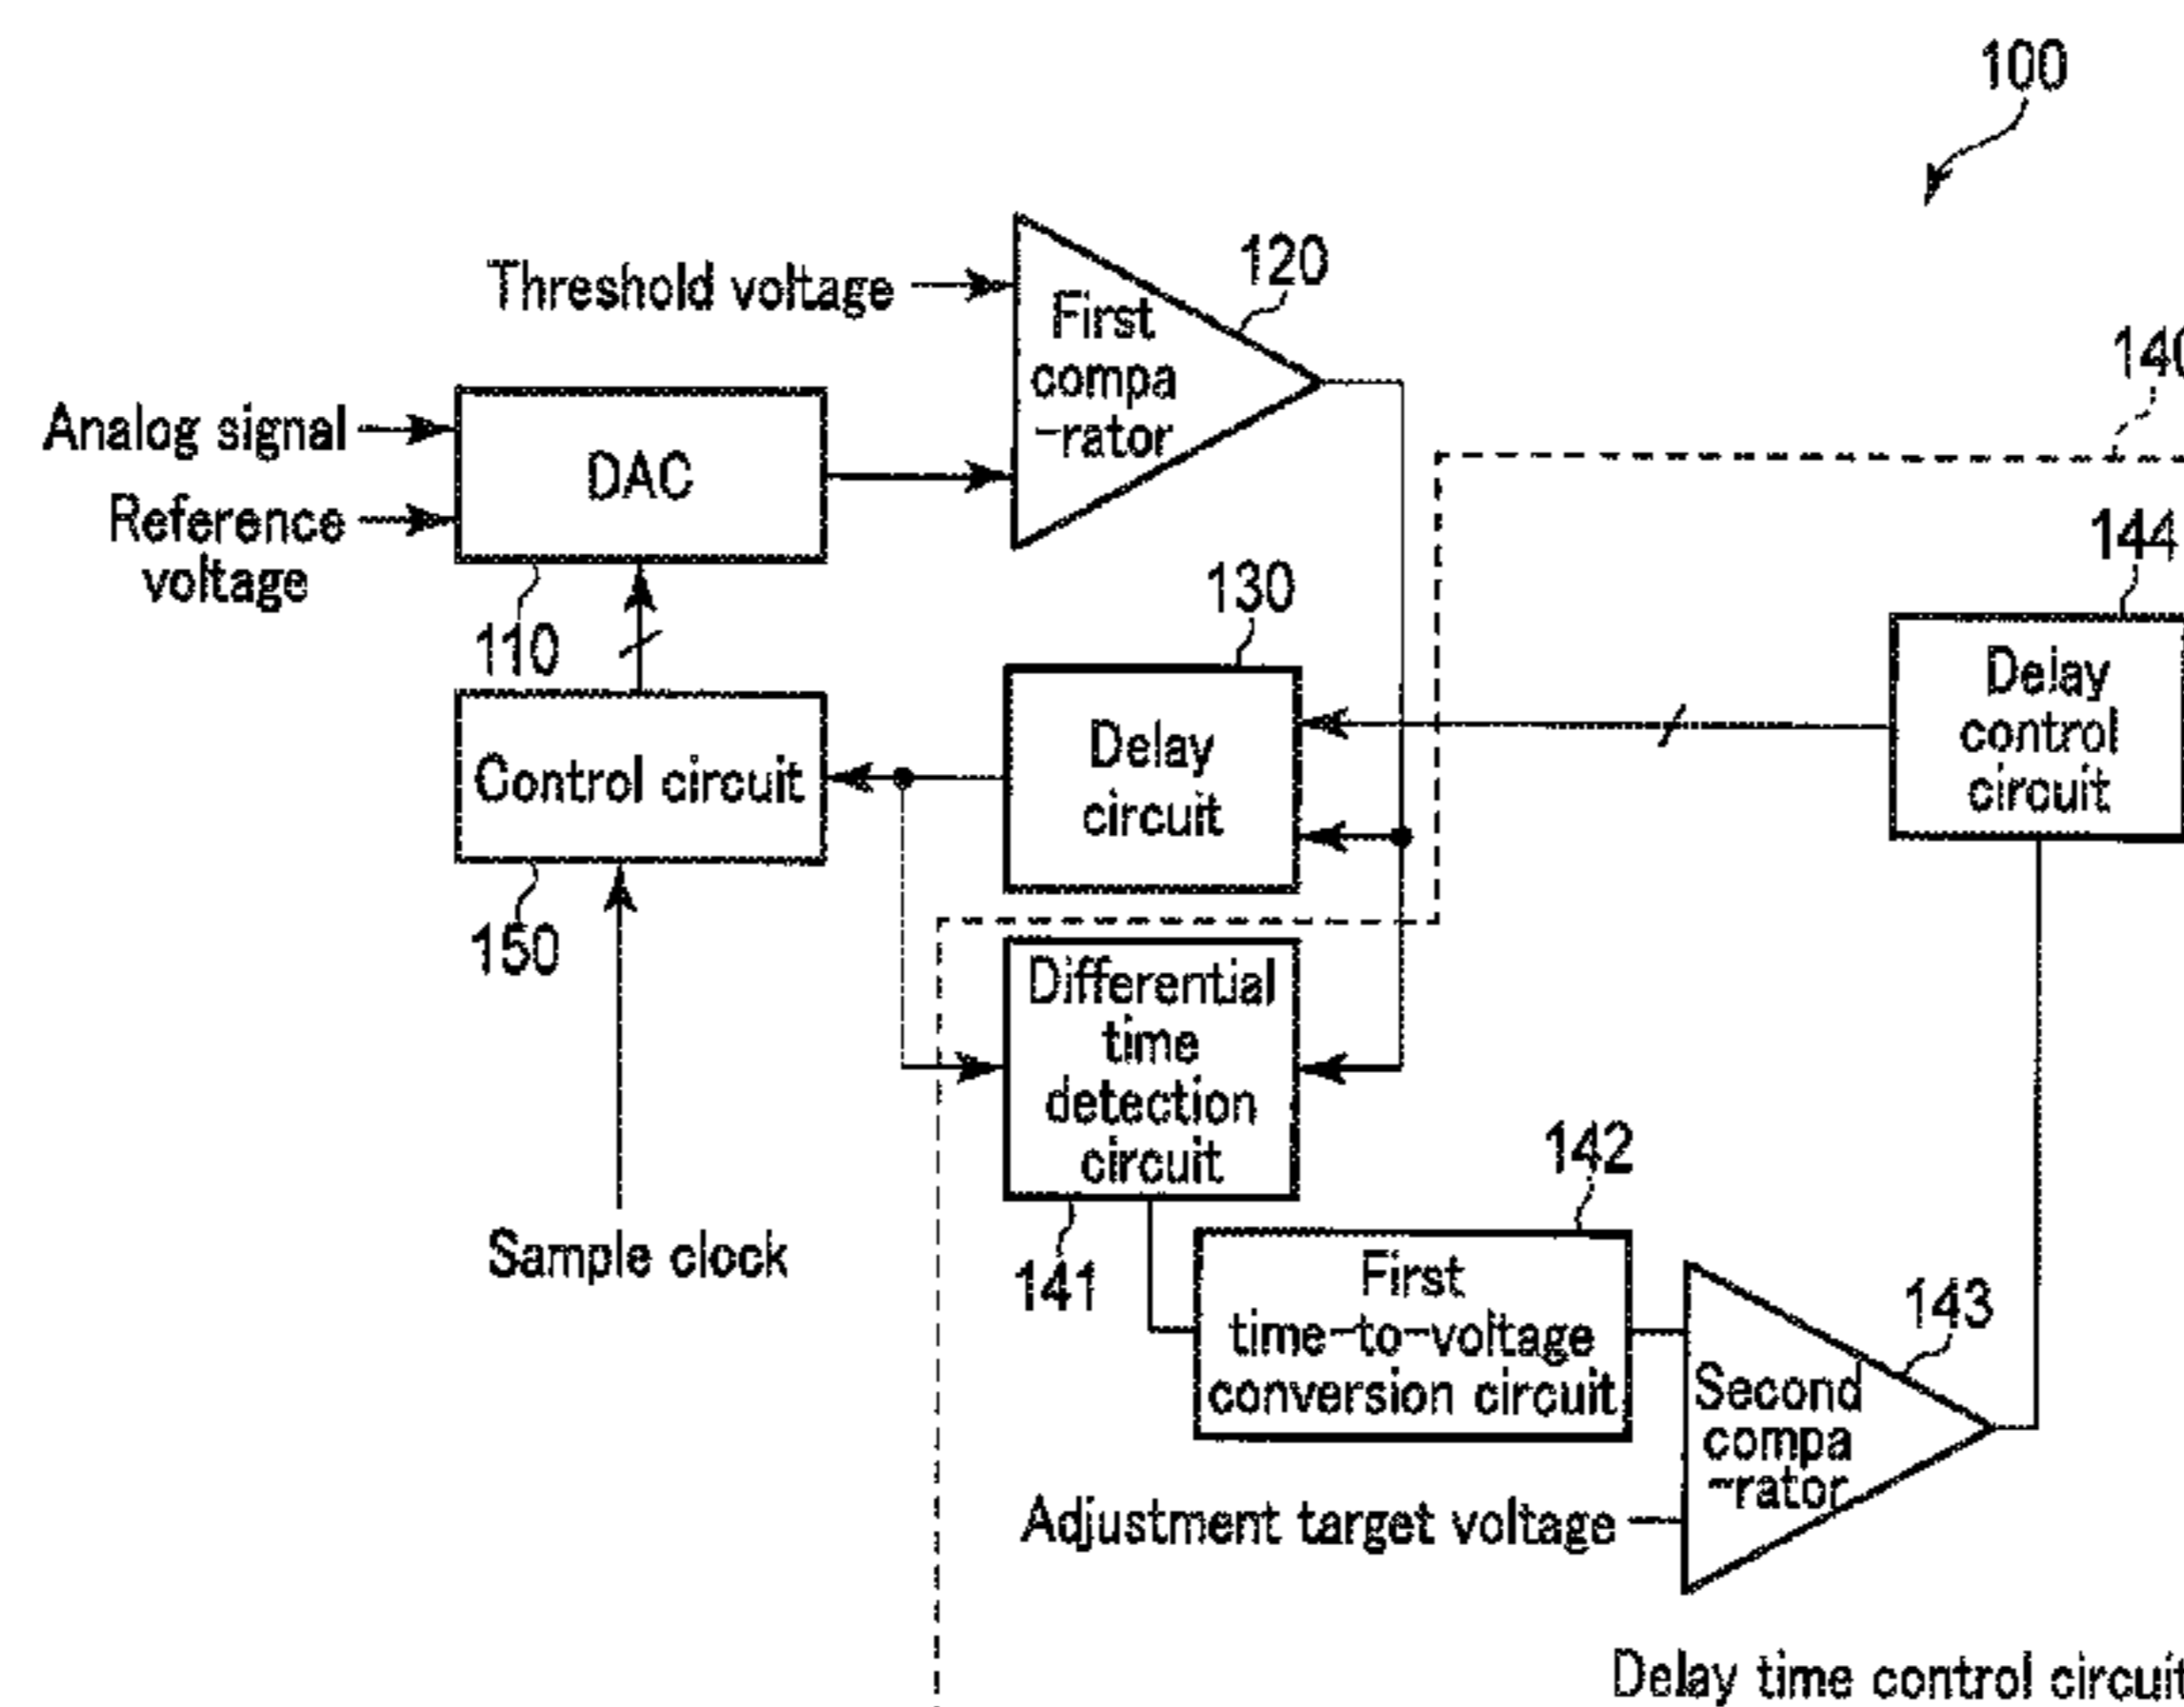 100
Threshold voltage
120
First
compa
-rator
140
Analog signal
DAC
Reference
voltage
144
110
130
Delay
control
circuit
Delay
circuit
Control circuit
150
Differential
time
detection
circuit
142
Sample clock
141
First
time-to-voltage
conversion circuit
143
Second
compa
-rator
Adjustment target voltage
Delay time control circuit